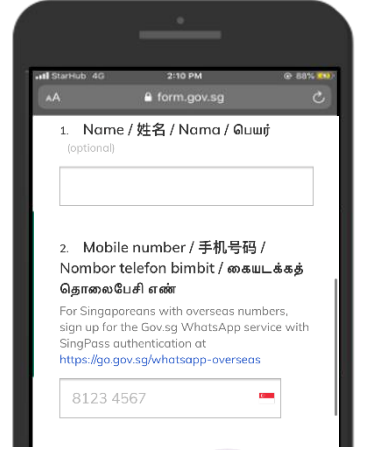 StarHub 4G 2:10 PM 88%
AA form.gov.sg
1. Name / 姓名 / Nama / பெயர்
(optional)
2. Mobile number / 手机号码 /
Nombor telefon bimbit / கையடக்கத்
தொலைபேசி எண்
For Singaporeans with overseas numbers,
sign up for the Gov.sg WhatsApp service with
SingPass authentication at
https://go.gov.sg/whatsapp-overseas
8123 4567